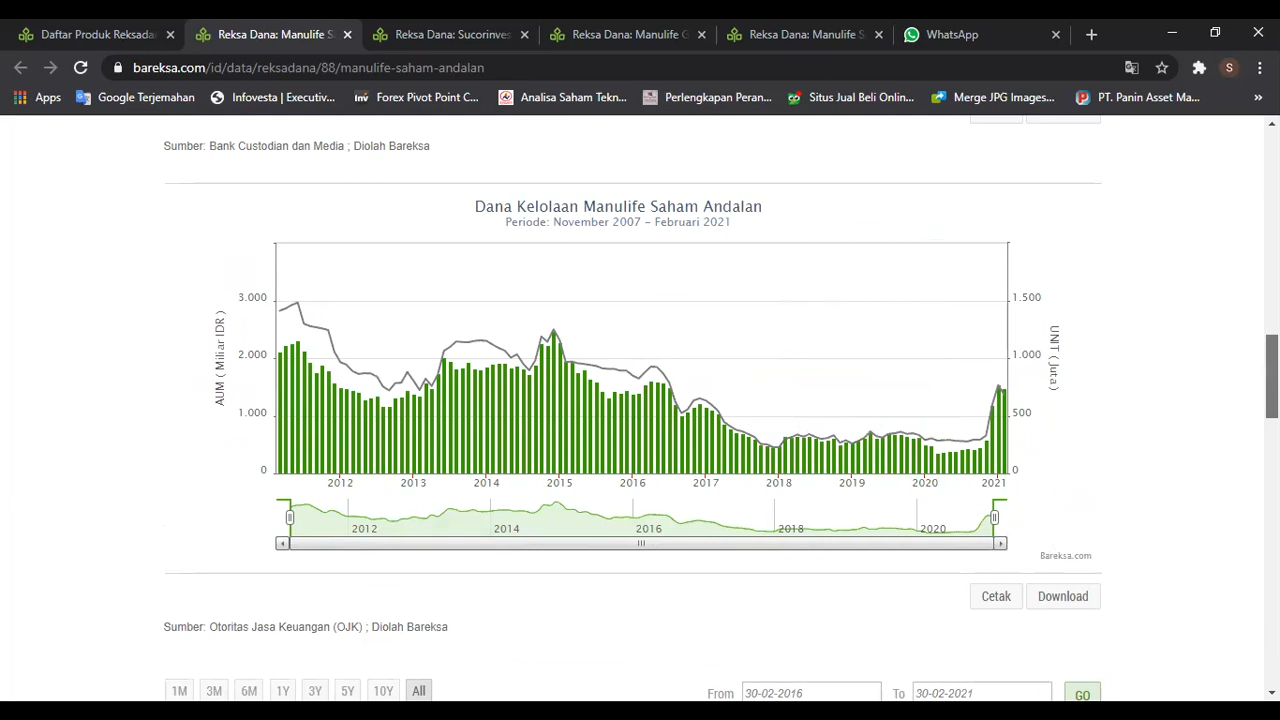 Daftar Produk Reksadan
Reksa Dana: Manulife S
Reksa Dana: Sucorinves
Reksa Dana: Manulife G
Reksa Dana: Manulife S
WhatsApp
bareksa.com/id/data/reksadana/88/manulife-saham-andalan
S
Apps
Google Terjemahan
Infovesta | Executiv...
Forex Pivot Point C...
Analisa Saham Tekn...
Perlengkapan Peran...
Situs Jual Beli Onlin...
Merge JPG Images...
PT. Panin Asset Ma...
Sumber: Bank Custodian dan Media ; Diolah Bareksa
Dana Kelolaan Manulife Saham Andalan
Periode: November 2007 - Februari 2021
AUM ( Miliar IDR )
3.000
2.000
1.000
0
1.500
1.000
500
0
UNIT ( Juta )
2012 2013 2014 2015 2016 2017 2018 2019 2020 2021
2012 2014 2016 2018 2020
Bareksa.com
Cetak
Download
Sumber: Otoritas Jasa Keuangan (OJK) ; Diolah Bareksa
1M 3M 6M 1Y 3Y 5Y 10Y All
From 30-02-2016 To 30-02-2021 GO